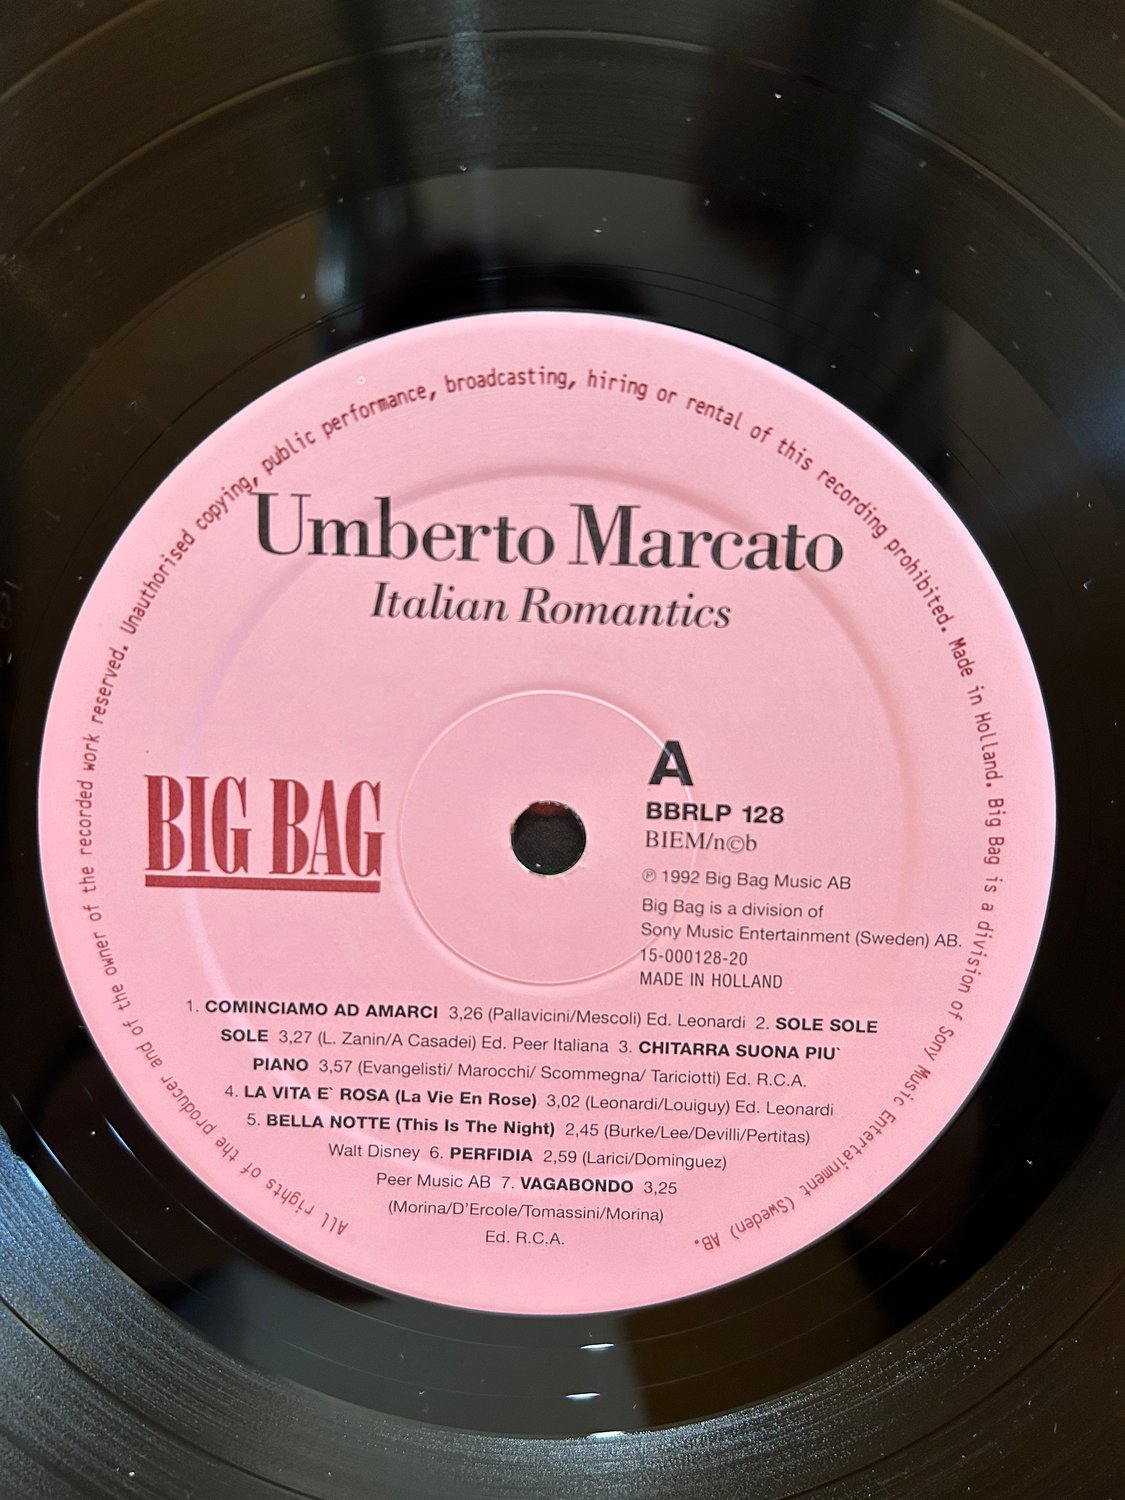 All rights of the producer and of the owner of the recorded work reserved. Unauthorised copying, public performance, broadcasting, hiring or rental of this recording prohibited. Made in Holland. Big Bag is a division of Sony Music Entertainment (Sweden) AB.
Umberto Marcato
Italian Romantics
BIG BAG
A
BBRLP 128
BIEM/n©b
℗ 1992 Big Bag Music AB
Big Bag is a division of
Sony Music Entertainment (Sweden) AB.
15-000128-20
MADE IN HOLLAND
1. COMINCIAMO AD AMARCI 3,26 (Pallavicini/Mescoli) Ed. Leonardi 2. SOLE SOLE
SOLE 3,27 (L. Zanin/A Casadei) Ed. Peer Italiana 3. CHITARRA SUONA PIU`
PIANO 3,57 (Evangelisti/ Marocchi/ Scommegna/ Tariciotti) Ed. R.C.A.
4. LA VITA E` ROSA (La Vie En Rose) 3,02 (Leonardi/Louiguy) Ed. Leonardi
5. BELLA NOTTE (This Is The Night) 2,45 (Burke/Lee/Devilli/Pertitas)
Walt Disney 6. PERFIDIA 2,59 (Larici/Dominguez)
Peer Music AB 7. VAGABONDO 3,25
(Morina/D'Ercole/Tomassini/Morina)
Ed. R.C.A.